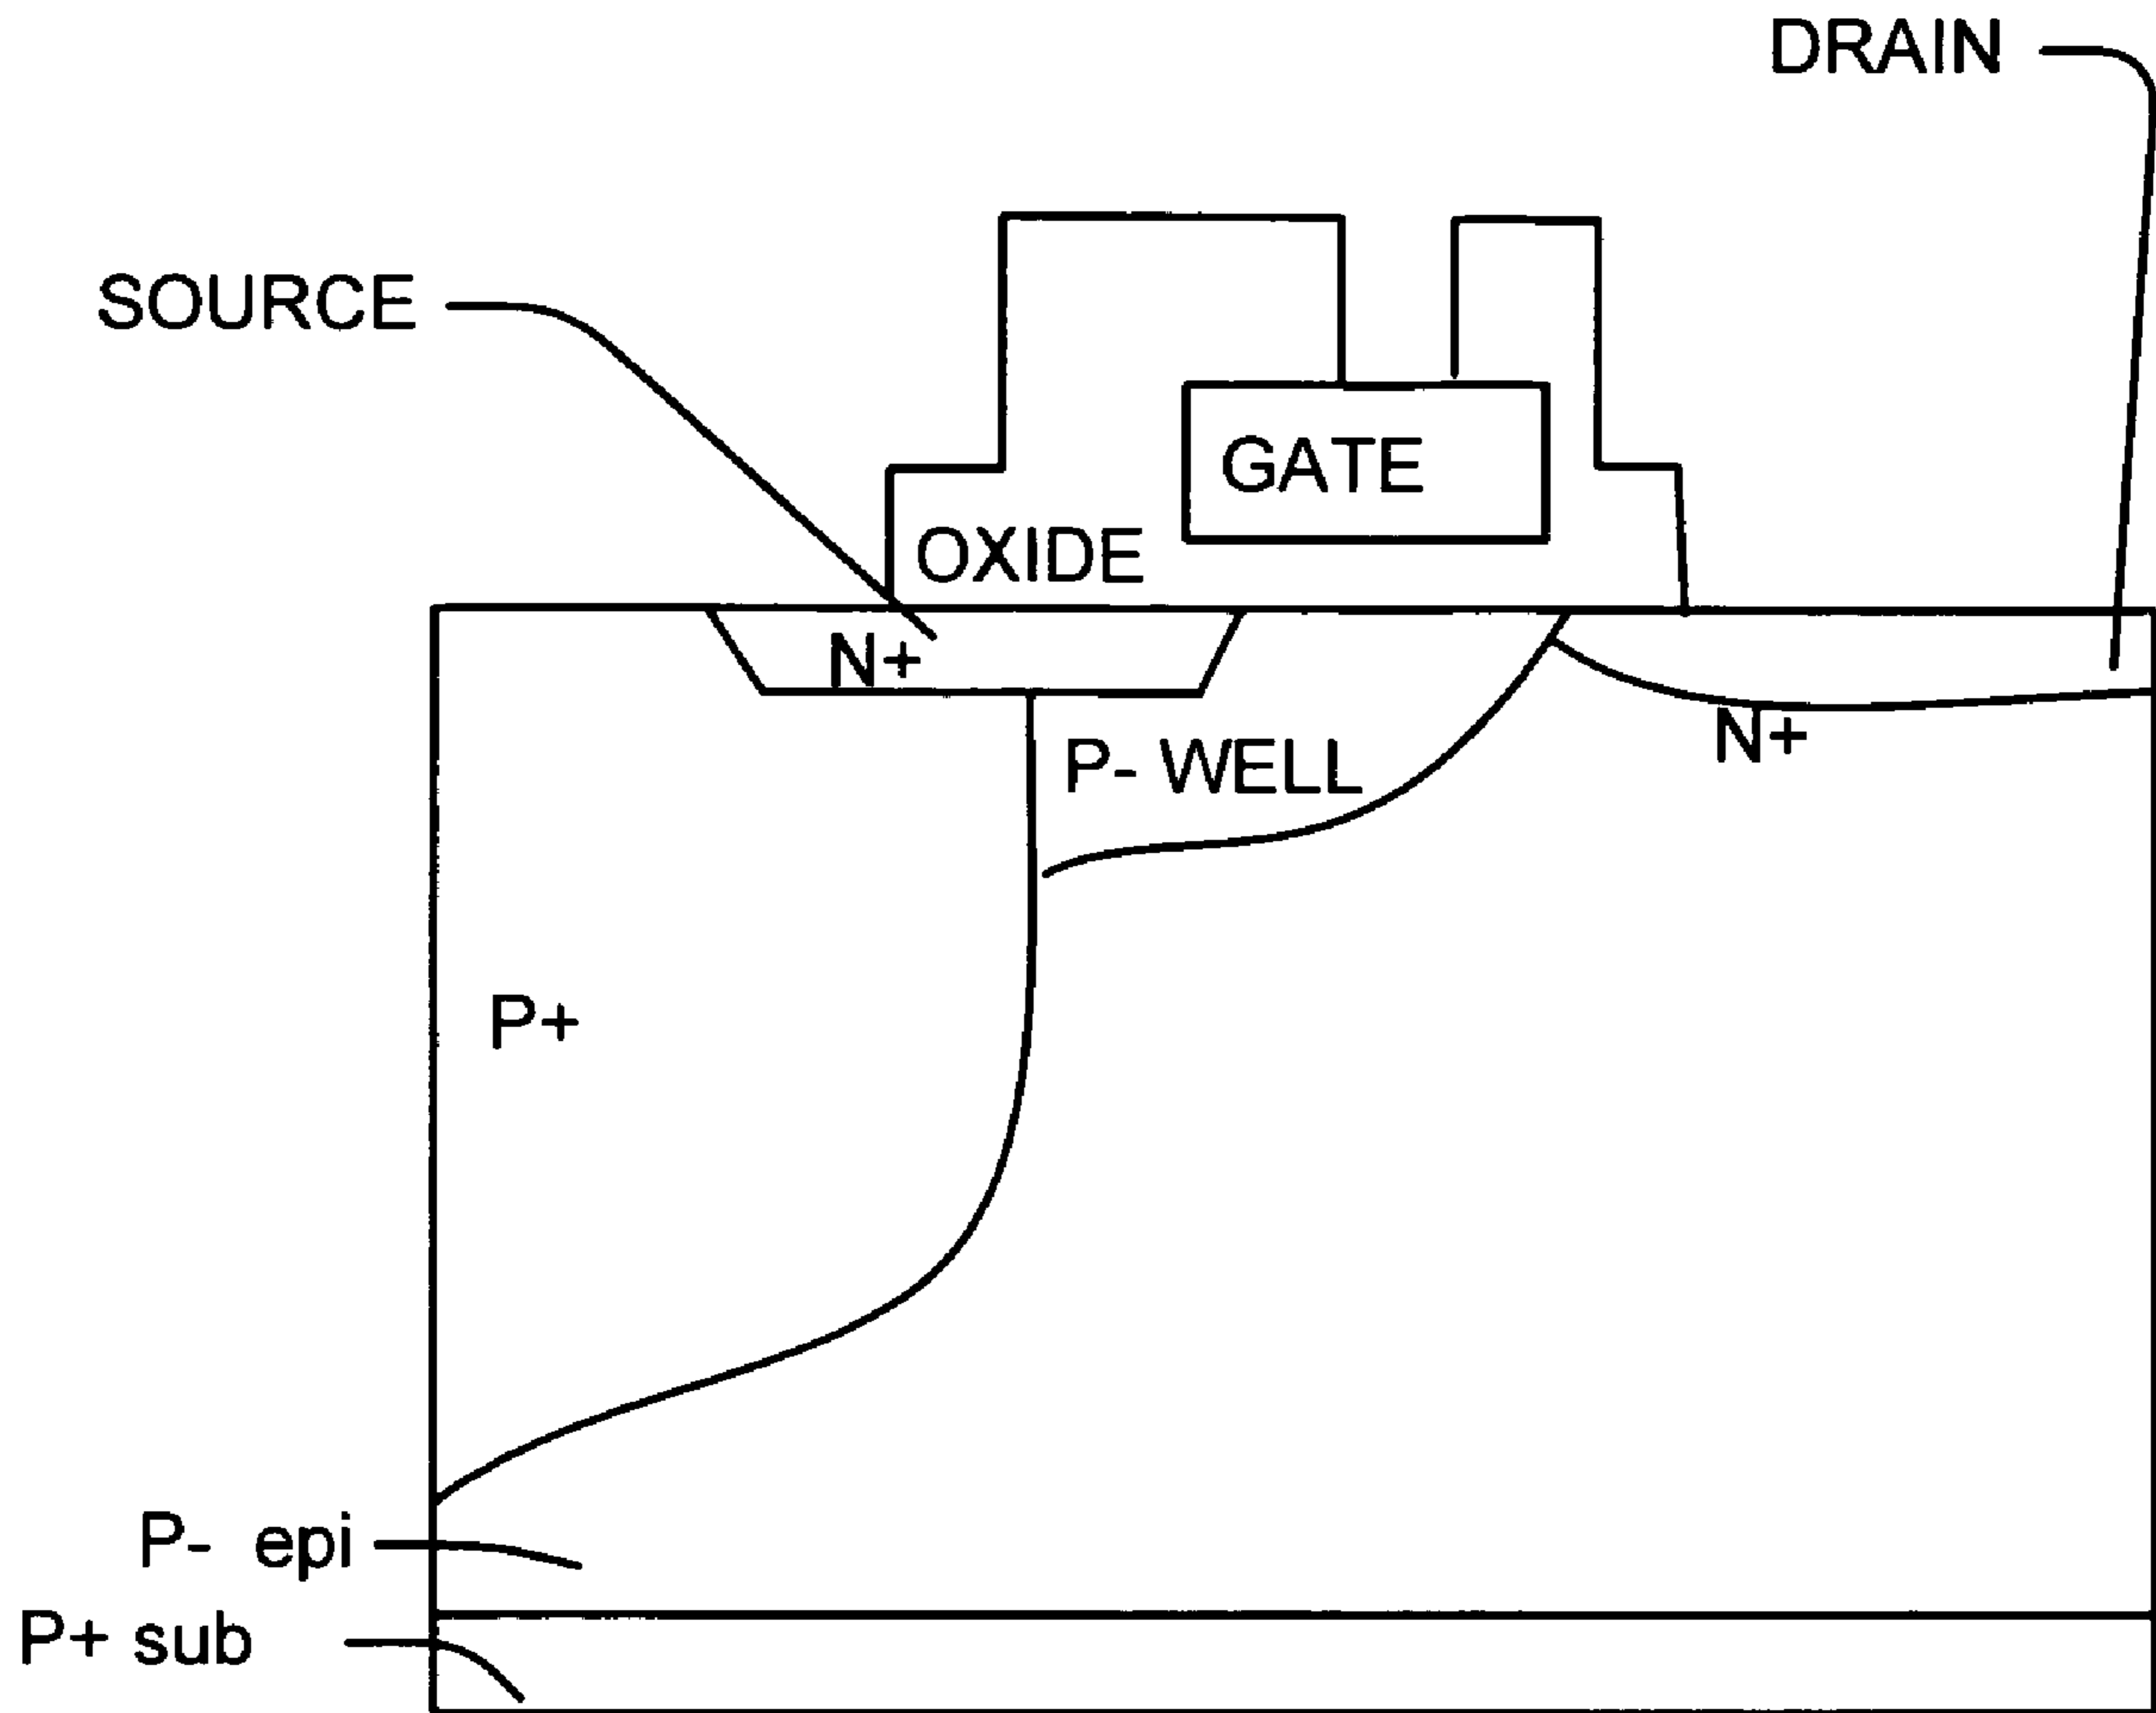 DRAIN
SOURCE
GATE
OXIDE
N+
N+
P- WELL
P+
P- epi
P+ sub